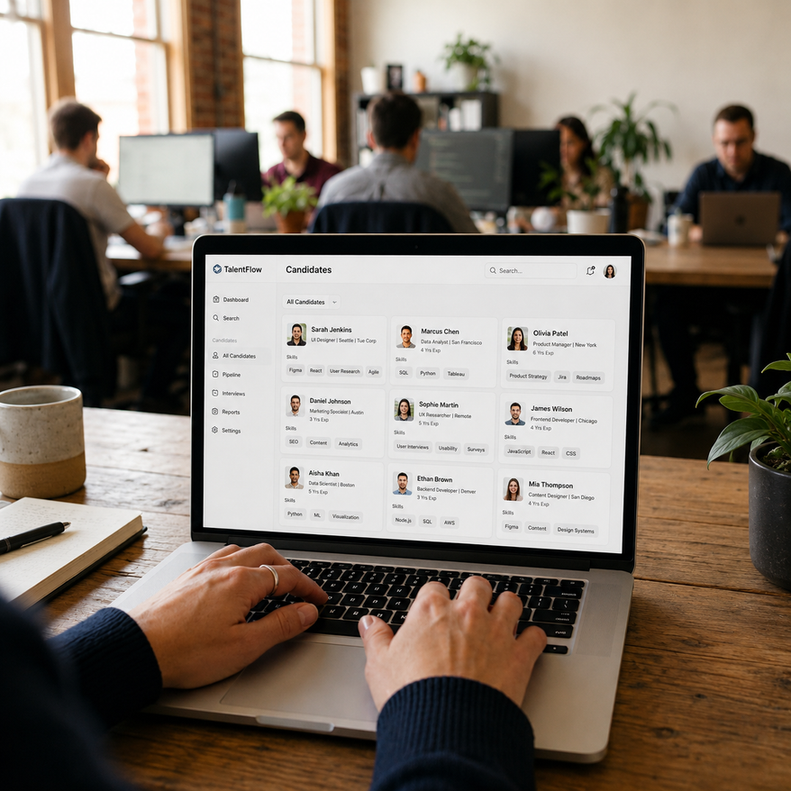 TalentFlow
Candidates
Search...
Dashboard
Search
Candidates
All Candidates
Pipeline
Interviews
Reports
Settings
All Candidates
Sarah Jenkins
UI Designer | Seattle | Tue Corp
Skills
Figma React User Research Agile
Marcus Chen
Data Analyst | San Francisco
4 Yrs Exp
Skills
SQL Python Tableau
Olivia Patel
Product Manager | New York
6 Yrs Exp
Skills
Product Strategy Jira Roadmaps
Daniel Johnson
Marketing Specialist | Austin
3 Yrs Exp
Skills
SEO Content Analytics
Sophie Martin
UX Researcher | Remote
5 Yrs Exp
Skills
User Interviews Usability Surveys
James Wilson
Frontend Developer | Chicago
4 Yrs Exp
Skills
JavaScript React CSS
Aisha Khan
Data Scientist | Boston
5 Yrs Exp
Skills
Python ML Visualization
Ethan Brown
Backend Developer | Denver
3 Yrs Exp
Skills
Node.js SQL AWS
Mia Thompson
Content Designer | San Diego
4 Yrs Exp
Skills
Figma Content Design Systems